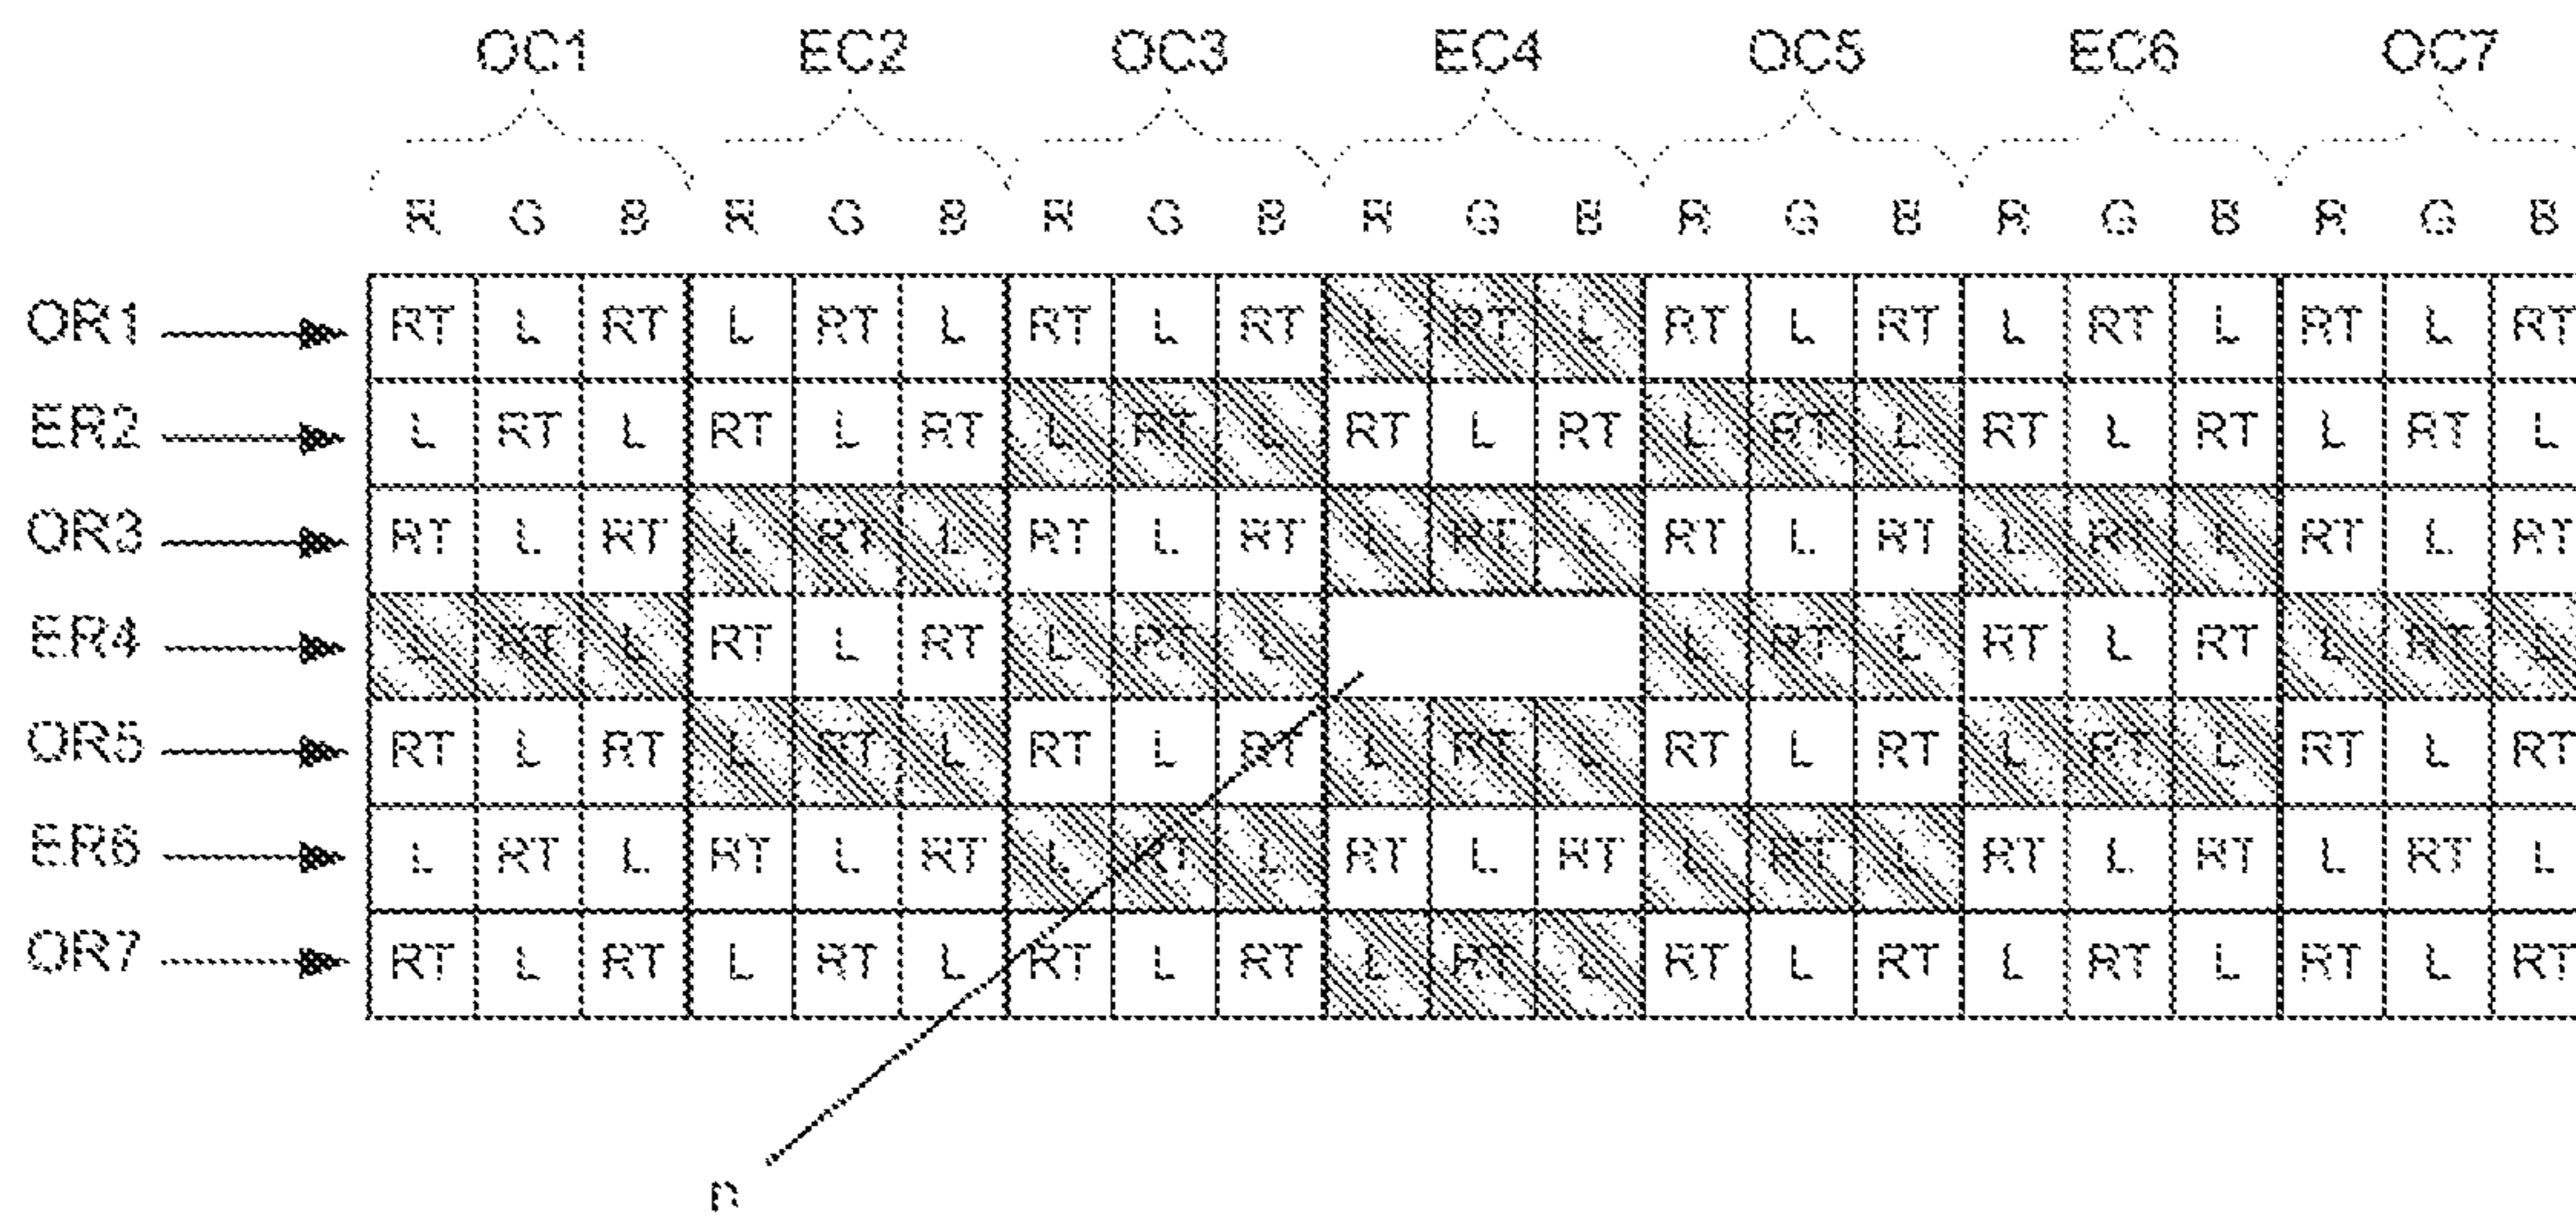 OC1 EC2 OC3 EC4 OC5 EC6 OC7
R G B R G B R G B R G B R G B R G B R G B
OR1 RT L RT L RT L RT L RT L RT L RT L RT L RT L RT L RT
ER2 L RT L RT L RT L RT L RT L RT L RT L RT L RT L RT L
OR3 RT L RT L RT L RT L RT L RT L RT L RT L RT L RT L RT
ER4 L RT L RT L RT L RT L L RT L RT L RT L RT L
OR5 RT L RT L RT L RT L RT L RT L RT L RT L RT L RT L RT
ER6 L RT L RT L RT L RT L RT L RT L RT L RT L RT L RT L
OR7 RT L RT L RT L RT L RT L RT L RT L RT L RT L RT L RT
n